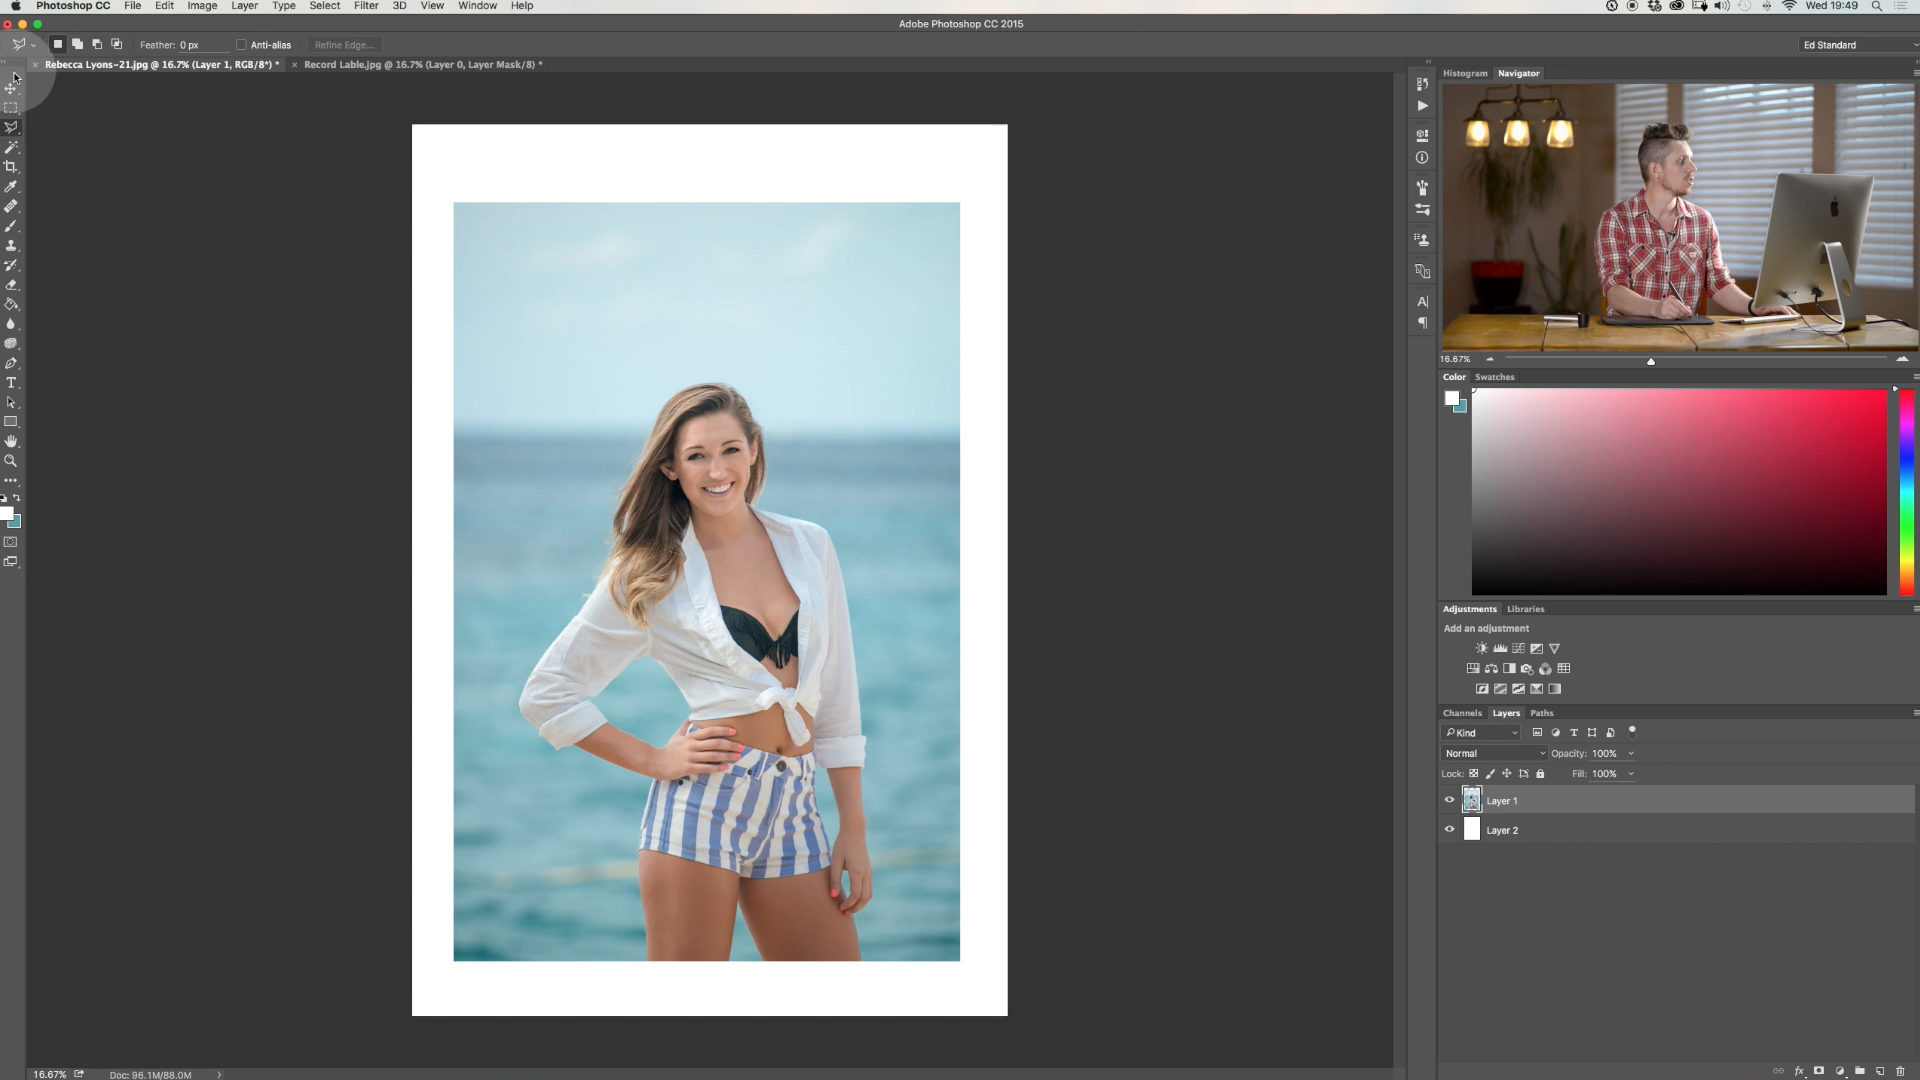 Photoshop CC File Edit Image Layer Type Select Filter 3D View Window Help Wed 19:49
Adobe Photoshop CC 2015
Feather: 0 px Anti-alias Refine Edge... Ed Standard
Rebecca Lyons-21.jpg @ 16.7% (Layer 1, RGB/8*) * Record Lable.jpg @ 16.7% (Layer 0, Layer Mask/8) *
Histogram Navigator
16.67%
Color Swatches
Adjustments Libraries
Add an adjustment
Channels Layers Paths
Kind
Normal Opacity: 100%
Lock: Fill: 100%
Layer 1
Layer 2
16.67% Doc: 96.1M/88.0M